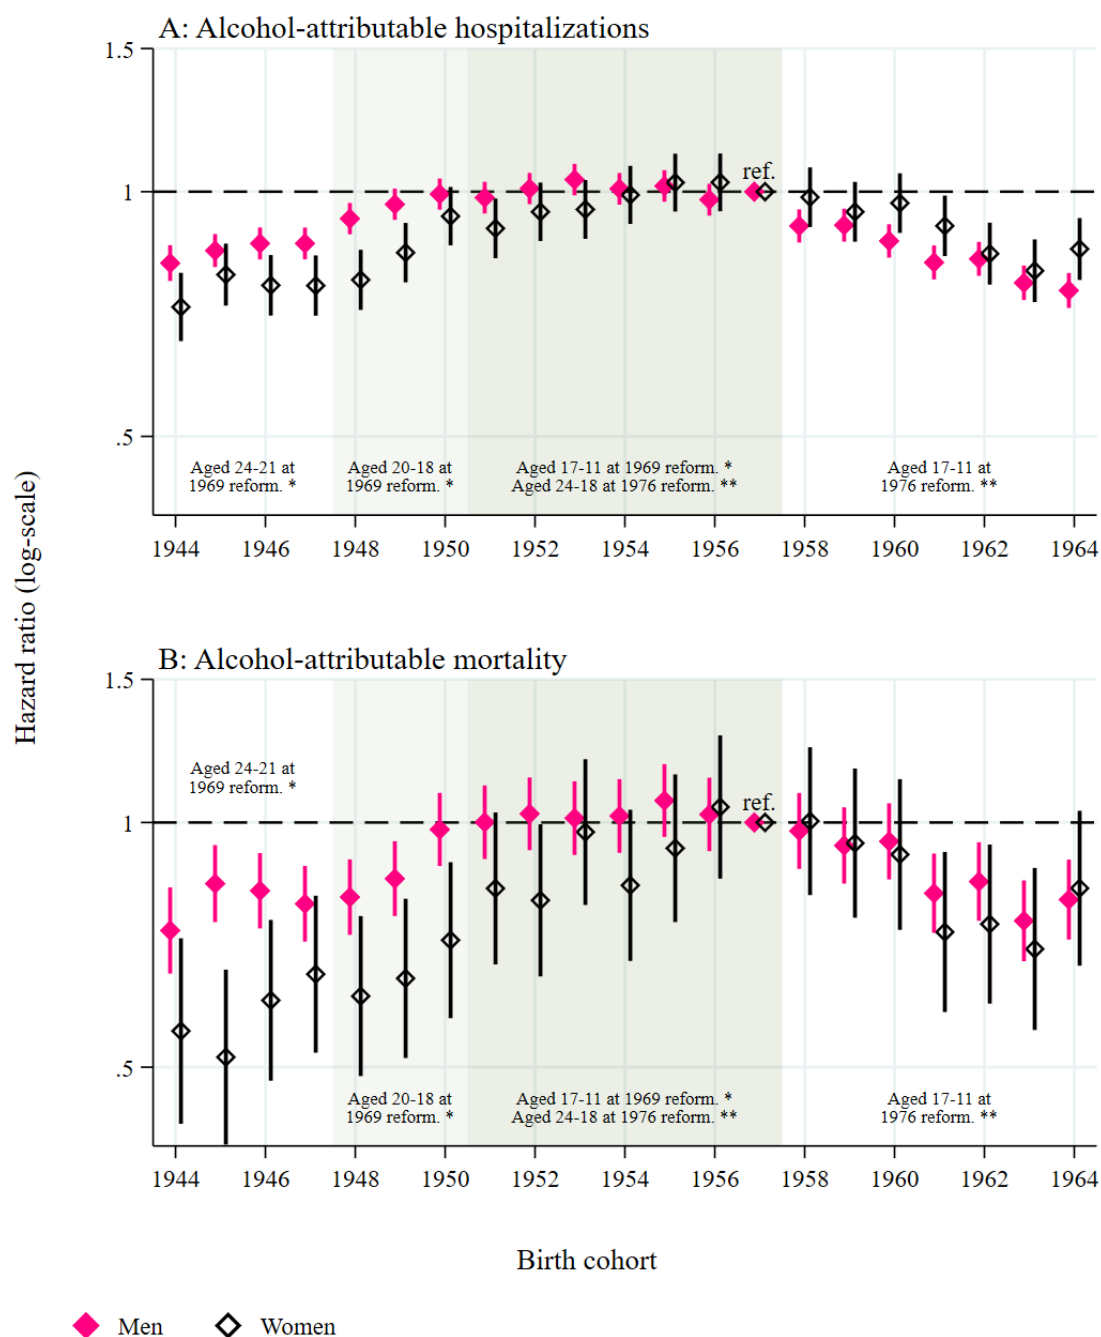 A: Alcohol-attributable hospitalizations
1.5
1
ref.
.5
Aged 24-21 at
1969 reform. *
Aged 20-18 at
1969 reform. *
Aged 17-11 at 1969 reform. *
Aged 24-18 at 1976 reform. **
Aged 17-11 at
1976 reform. **
1944 1946 1948 1950 1952 1954 1956 1958 1960 1962 1964
Hazard ratio (log-scale)
B: Alcohol-attributable mortality
1.5
Aged 24-21 at
1969 reform. *
1
ref.
.5
Aged 20-18 at
1969 reform. *
Aged 17-11 at 1969 reform. *
Aged 24-18 at 1976 reform. **
Aged 17-11 at
1976 reform. **
1944 1946 1948 1950 1952 1954 1956 1958 1960 1962 1964
Birth cohort
Men Women